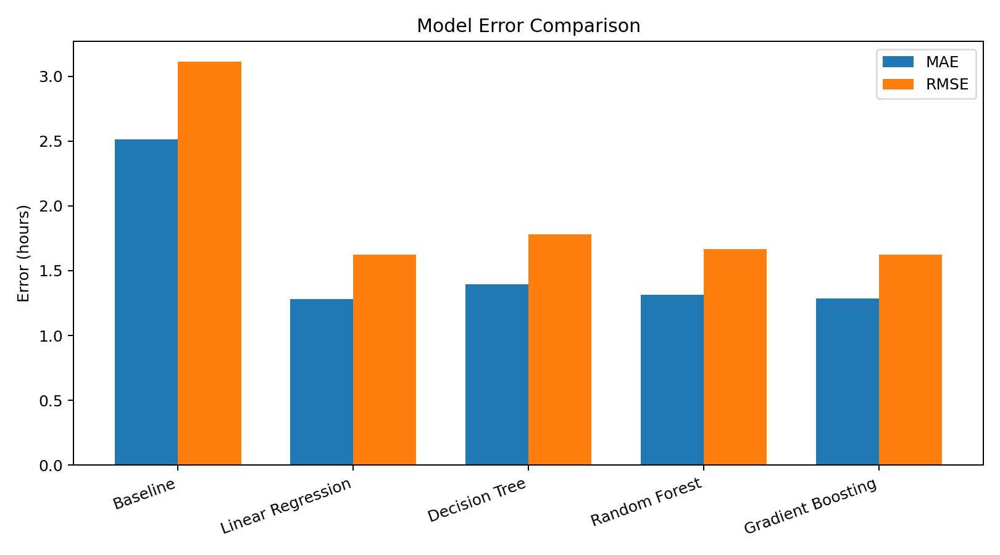 Model Error Comparison
MAE
RMSE
Error (hours)
3.0
2.5
2.0
1.5
1.0
0.5
0.0
Baseline
Linear Regression
Decision Tree
Random Forest
Gradient Boosting